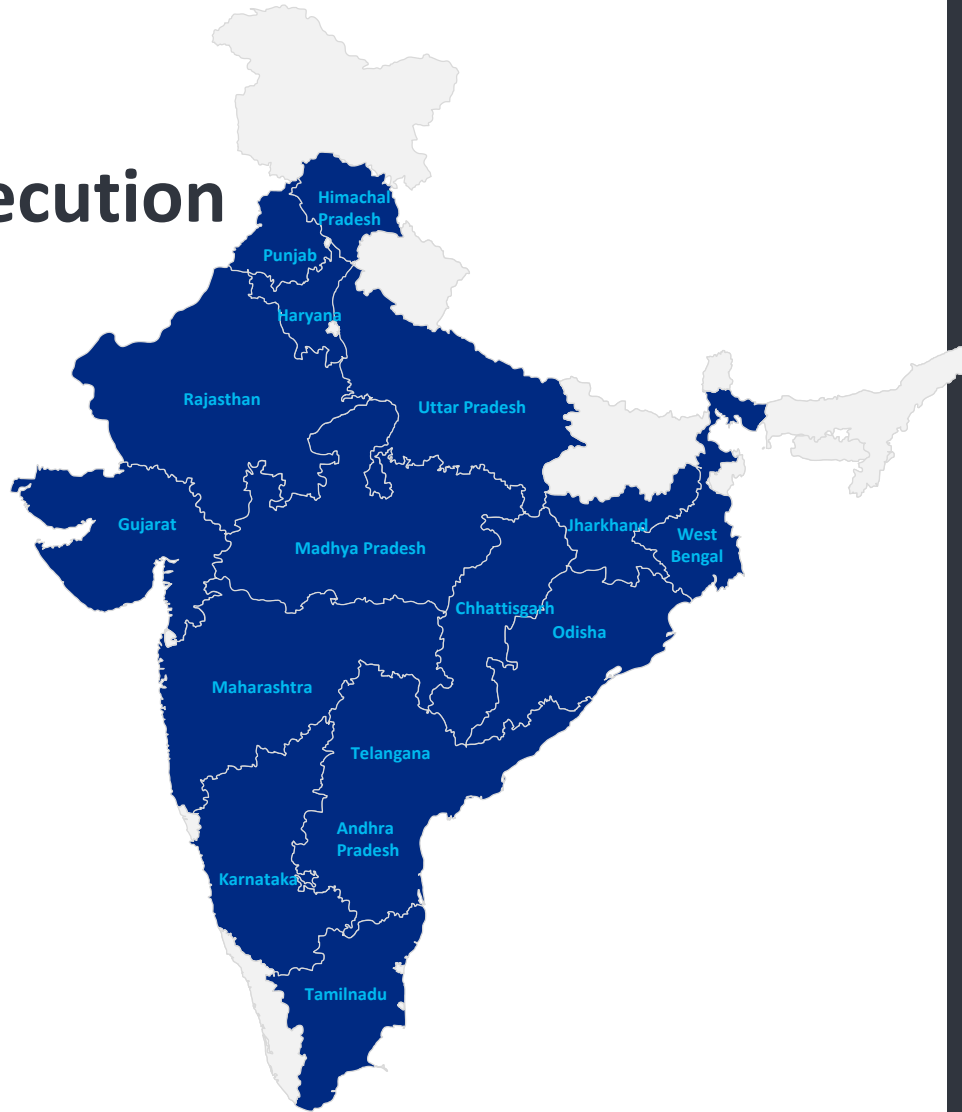 ecution
Himachal
Pradesh
Punjab
Haryana
Rajasthan
Uttar Pradesh
Gujarat
Jharkhand
West
Bengal
Madhya Pradesh
Chhattisgarh
Odisha
Maharashtra
Telangana
Andhra
Pradesh
Karnataka
Tamilnadu